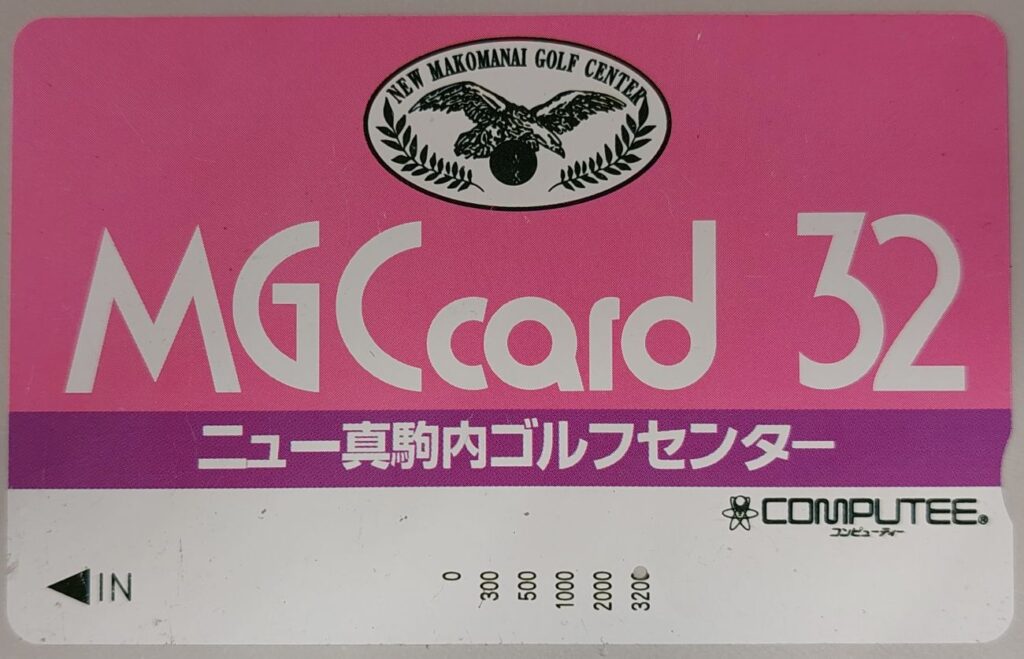 NEW MAKOMANAI GOLF CENTER
MGCcard 32
ニュー真駒内ゴルフセンター
COMPUTEE®
コンピューティー
◀IN
0 300 500 1000 2000 3200